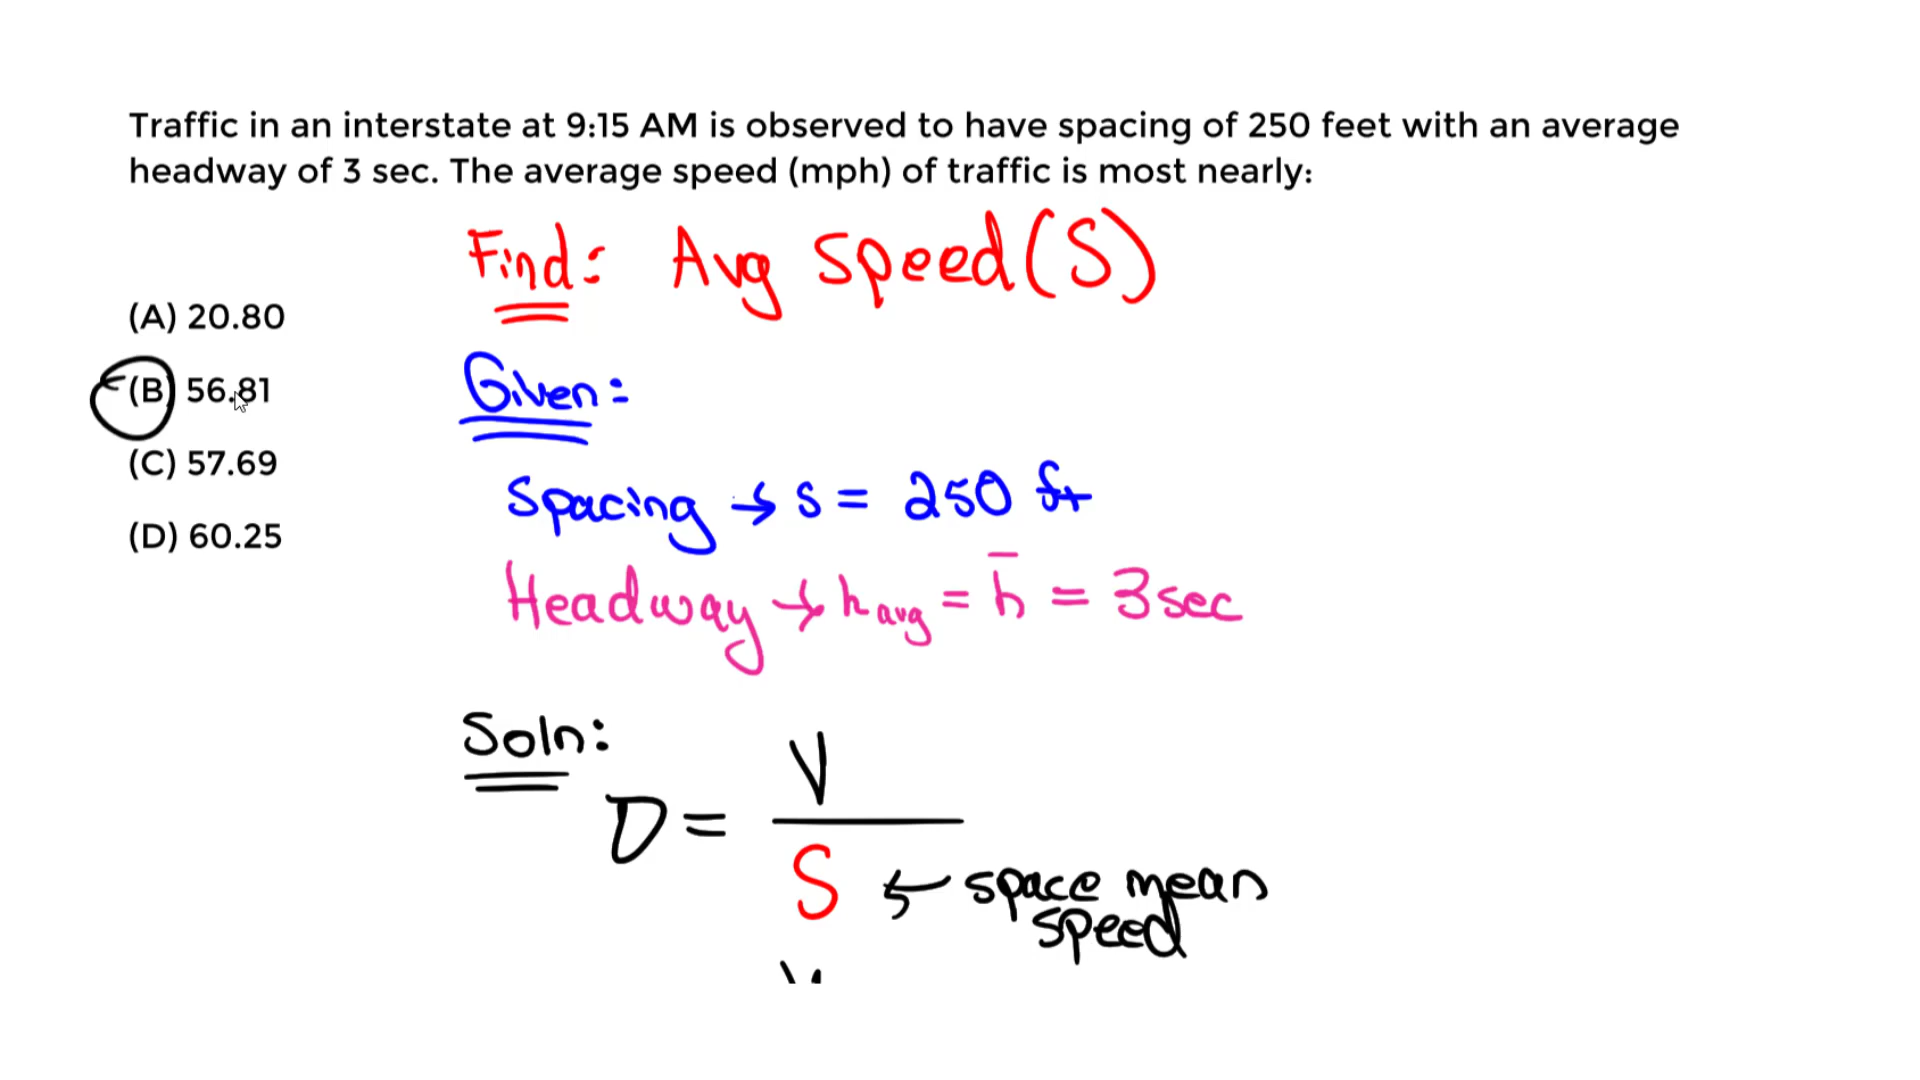 Traffic in an interstate at 9:15 AM is observed to have spacing of 250 feet with an average
headway of 3 sec. The average speed (mph) of traffic is most nearly:
Find: Avg Speed (S)
(A) 20.80
(B) 56.81
(C) 57.69
(D) 60.25
Given:
Spacing → s = 250 ft
Headway → h avg = h̄ = 3 sec
Soln:
D = V
S ← space mean
speed